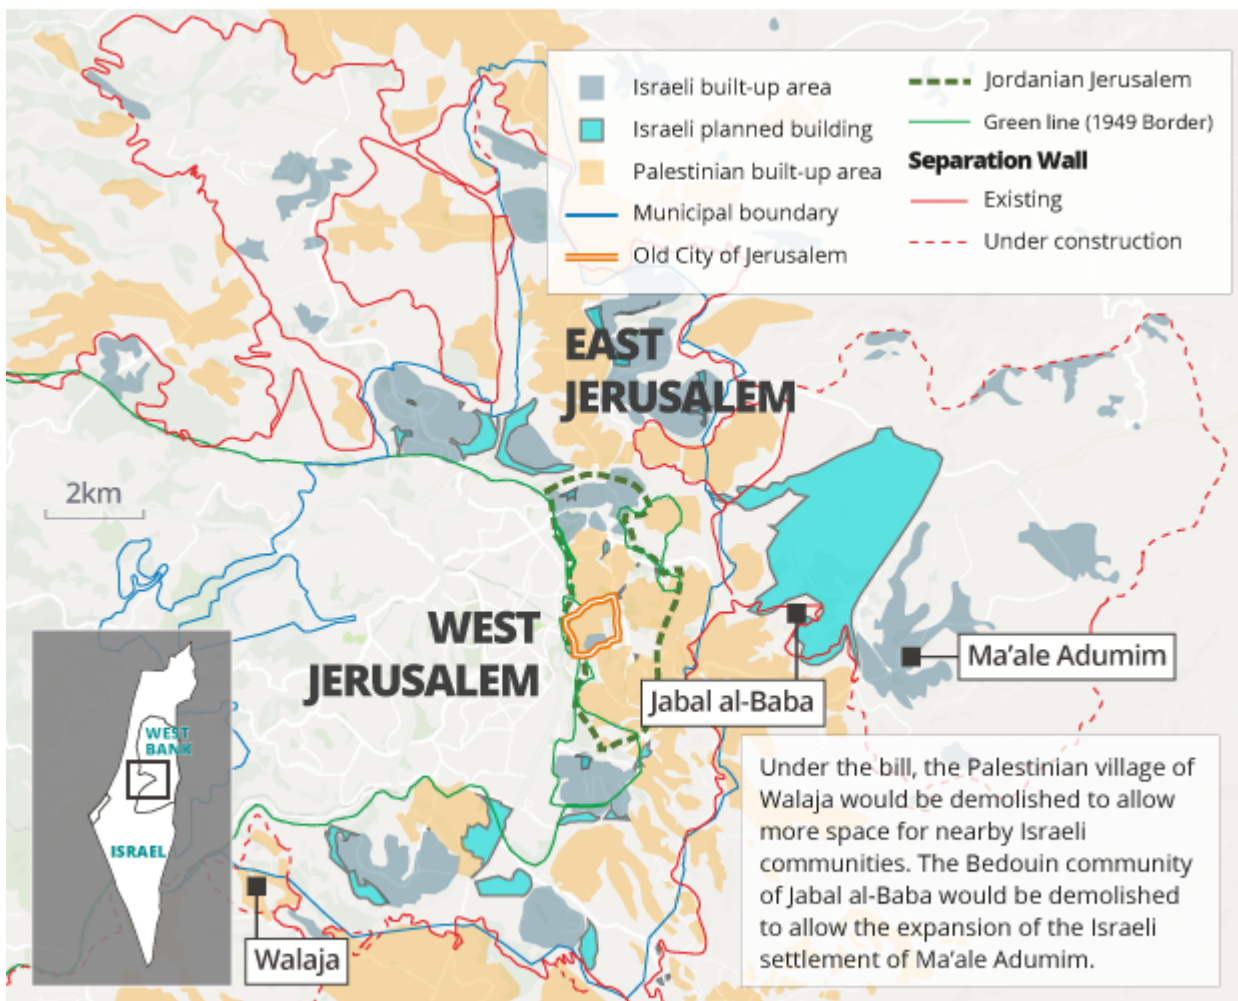 Israeli built-up area
Israeli planned building
Palestinian built-up area
Municipal boundary
Old City of Jerusalem
Jordanian Jerusalem
Green line (1949 Border)
Separation Wall
Existing
Under construction
EAST
JERUSALEM
2km
WEST
JERUSALEM
Ma'ale Adumim
Jabal al-Baba
WEST
BANK
ISRAEL
Walaja
Under the bill, the Palestinian village of
Walaja would be demolished to allow
more space for nearby Israeli
communities. The Bedouin community
of Jabal al-Baba would be demolished
to allow the expansion of the Israeli
settlement of Ma'ale Adumim.